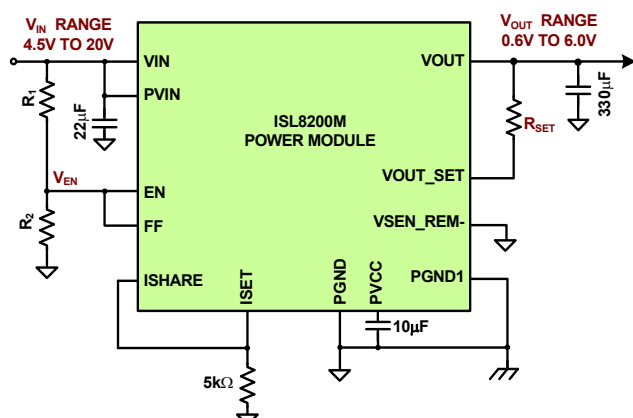 VIN RANGE
4.5V TO 20V
VOUT RANGE
0.6V TO 6.0V
VIN
VOUT
PVIN
R1
22µF
ISL8200M
POWER MODULE
RSET
330µF
VEN
EN
VOUT_SET
R2
FF
VSEN_REM-
ISHARE
ISET
PGND
PVCC
PGND1
10µF
5kΩ